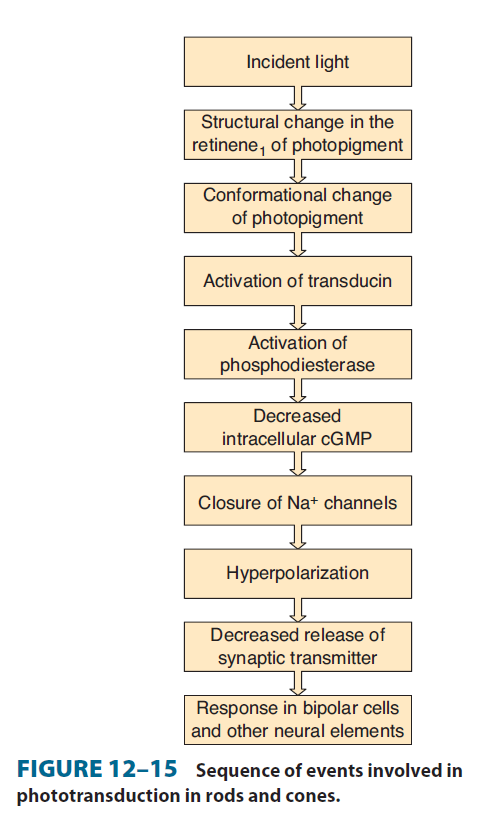 Incident light
Structural change in the
retinene₁ of photopigment
Conformational change
of photopigment
Activation of transducin
Activation of
phosphodiesterase
Decreased
intracellular cGMP
Closure of Na⁺ channels
Hyperpolarization
Decreased release of
synaptic transmitter
Response in bipolar cells
and other neural elements
FIGURE 12–15 Sequence of events involved in
phototransduction in rods and cones.